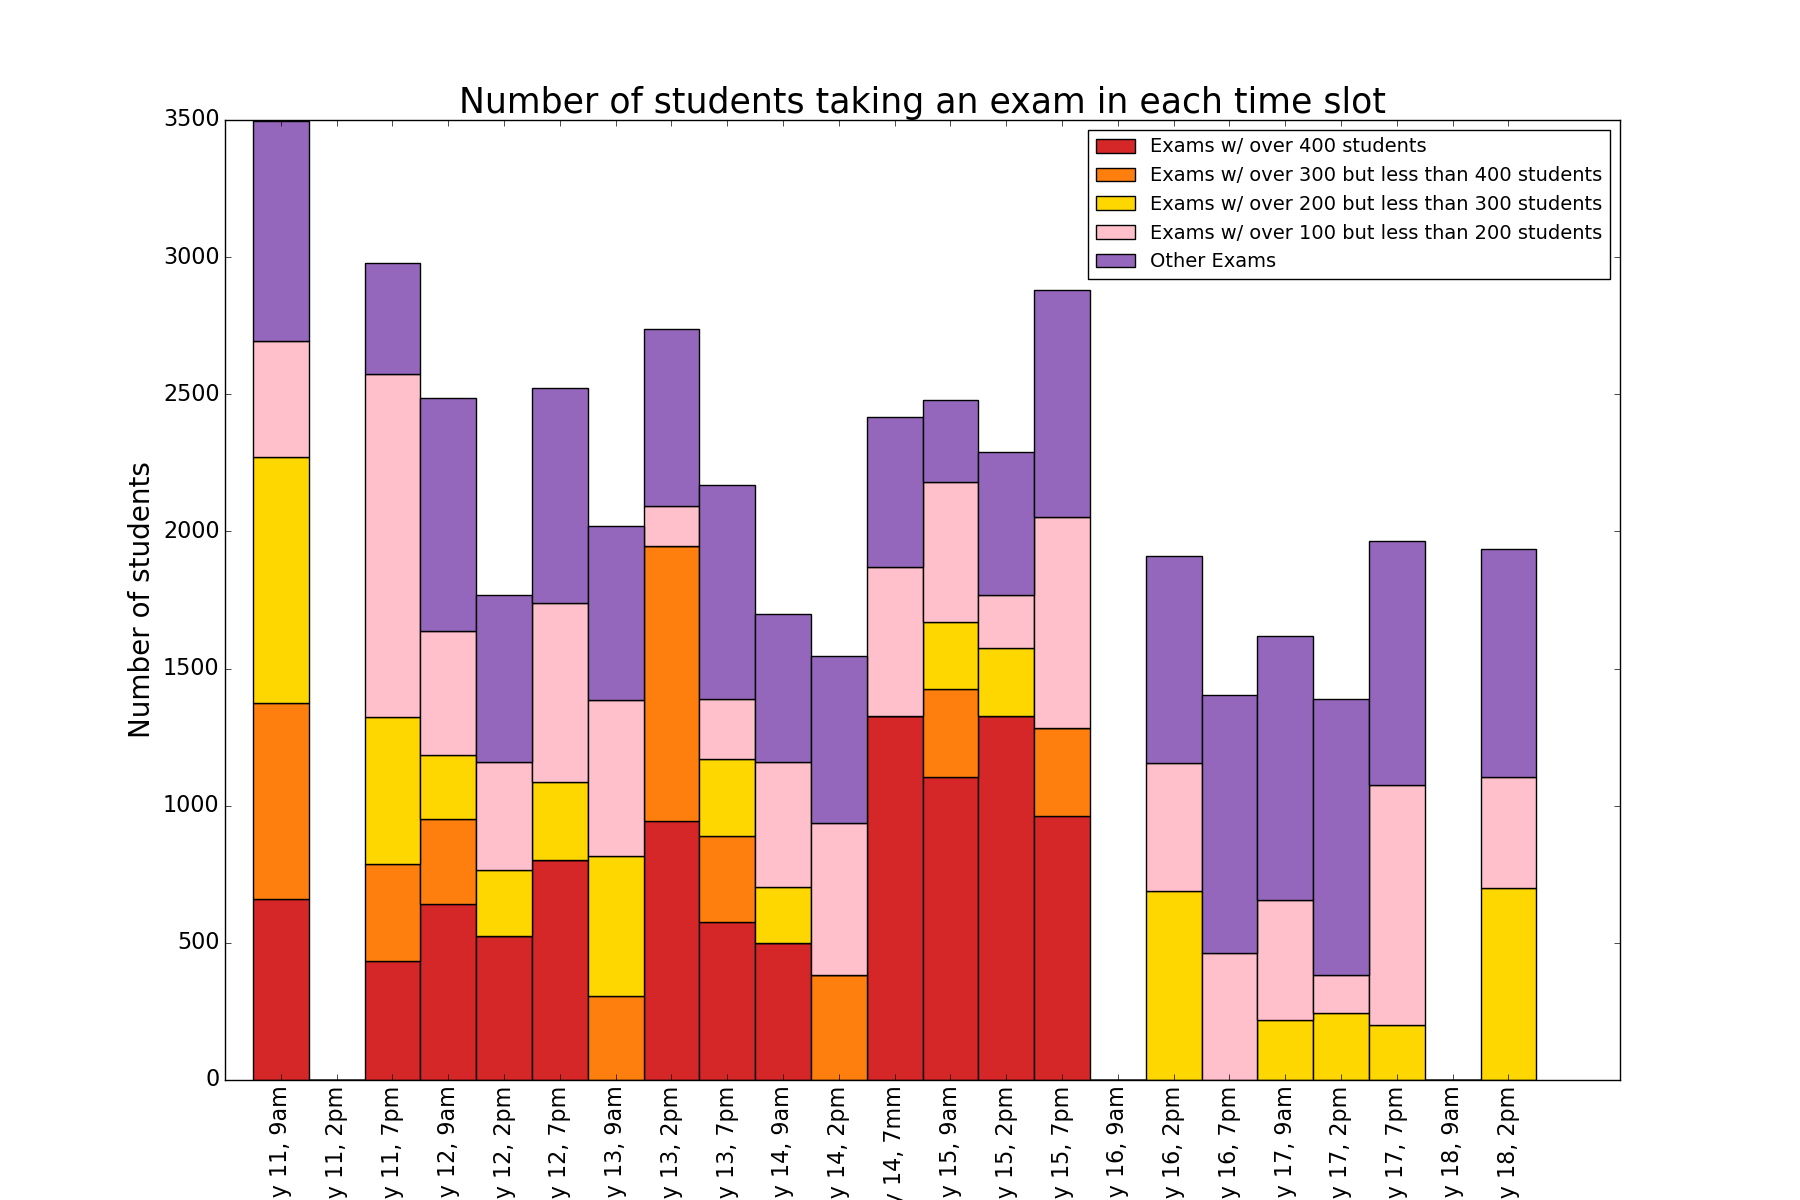 Number of students taking an exam in each time slot
Exams w/ over 400 students
Exams w/ over 300 but less than 400 students
Exams w/ over 200 but less than 300 students
Exams w/ over 100 but less than 200 students
Other Exams
Number of students
3500
3000
2500
2000
1500
1000
500
0
y 11, 9am
y 11, 2pm
y 11, 7pm
y 12, 9am
y 12, 2pm
y 12, 7pm
y 13, 9am
y 13, 2pm
y 13, 7pm
y 14, 9am
y 14, 2pm
y 14, 7mm
y 15, 9am
y 15, 2pm
y 15, 7pm
y 16, 9am
y 16, 2pm
y 16, 7pm
y 17, 9am
y 17, 2pm
y 17, 7pm
y 18, 9am
y 18, 2pm